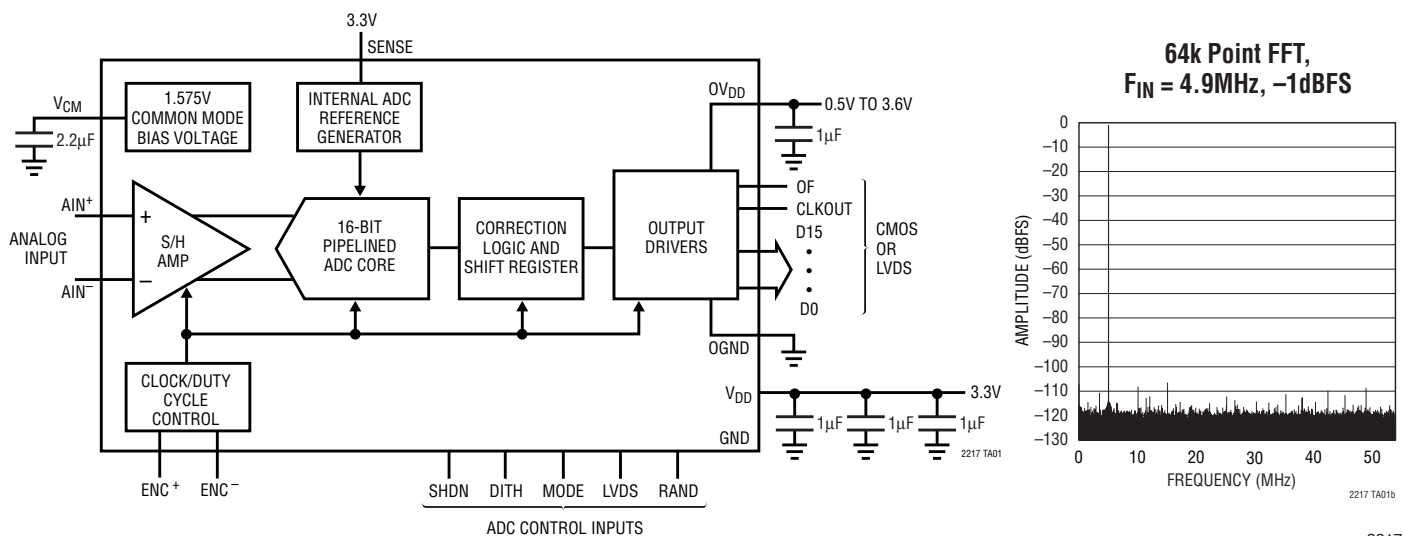 3.3V
SENSE
VCM
2.2µF
1.575V
COMMON MODE
BIAS VOLTAGE
INTERNAL ADC
REFERENCE
GENERATOR
OVDD
0.5V TO 3.6V
1µF
AIN+
ANALOG
INPUT
AIN–
+
–
S/H
AMP
16-BIT
PIPELINED
ADC CORE
CORRECTION
LOGIC AND
SHIFT REGISTER
OUTPUT
DRIVERS
OF
CLKOUT
D15
•
•
•
D0
CMOS
OR
LVDS
OGND
CLOCK/DUTY
CYCLE
CONTROL
VDD
3.3V
1µF
1µF
1µF
GND
2217 TA01
ENC+
ENC–
SHDN
DITH
MODE
LVDS
RAND
ADC CONTROL INPUTS
64k Point FFT,
FIN = 4.9MHz, –1dBFS
AMPLITUDE (dBFS)
0
–10
–20
–30
–40
–50
–60
–70
–80
–90
–100
–110
–120
–130
0 10 20 30 40 50
FREQUENCY (MHz)
2217 TA01b